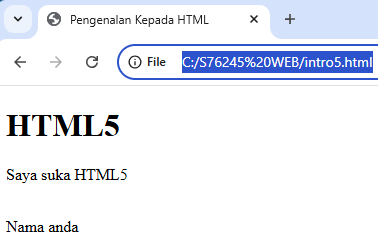 Pengenalan Kepada HTML
File C:/S76245%20WEB/intro5.html
HTML5
Saya suka HTML5
Nama anda